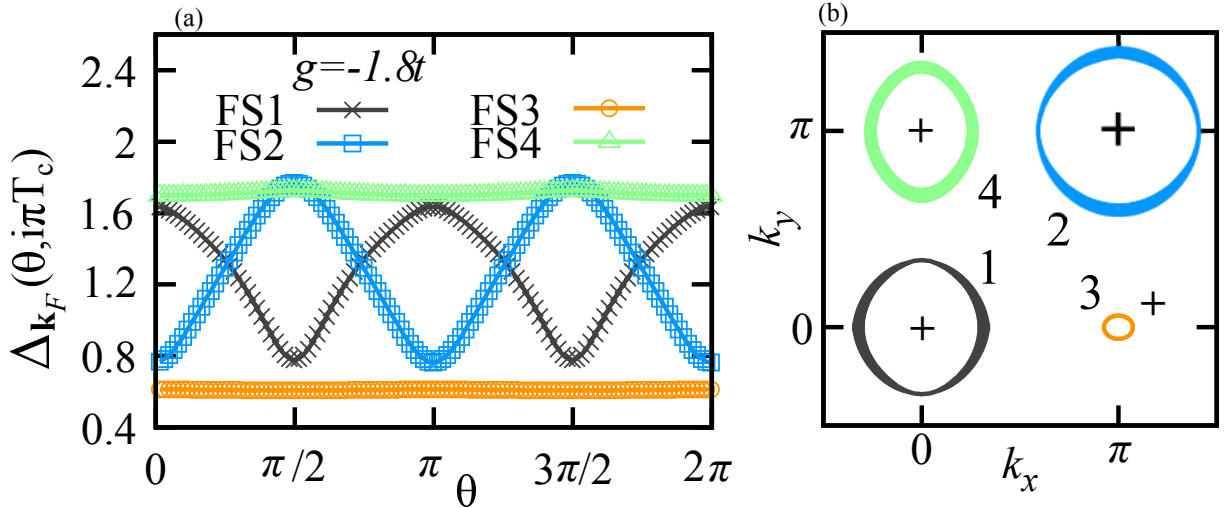 (a)
g=-1.8t
FS1 FS3
FS2 FS4
2.4
2
1.6
1.2
0.8
0.4
0 π/2 π 3π/2 2π
θ
Δ_{k_F}(θ,iπT_c)
(b)
π
0
k_y
4
2
1
3
0 π
k_x